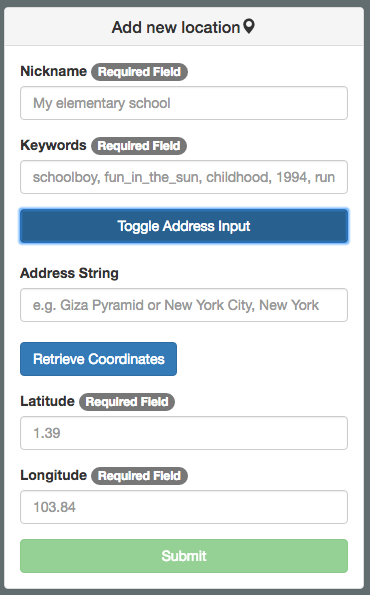 Add new location
Nickname Required Field
My elementary school
Keywords Required Field
schoolboy, fun_in_the_sun, childhood, 1994, run
Toggle Address Input
Address String
e.g. Giza Pyramid or New York City, New York
Retrieve Coordinates
Latitude Required Field
1.39
Longitude Required Field
103.84
Submit